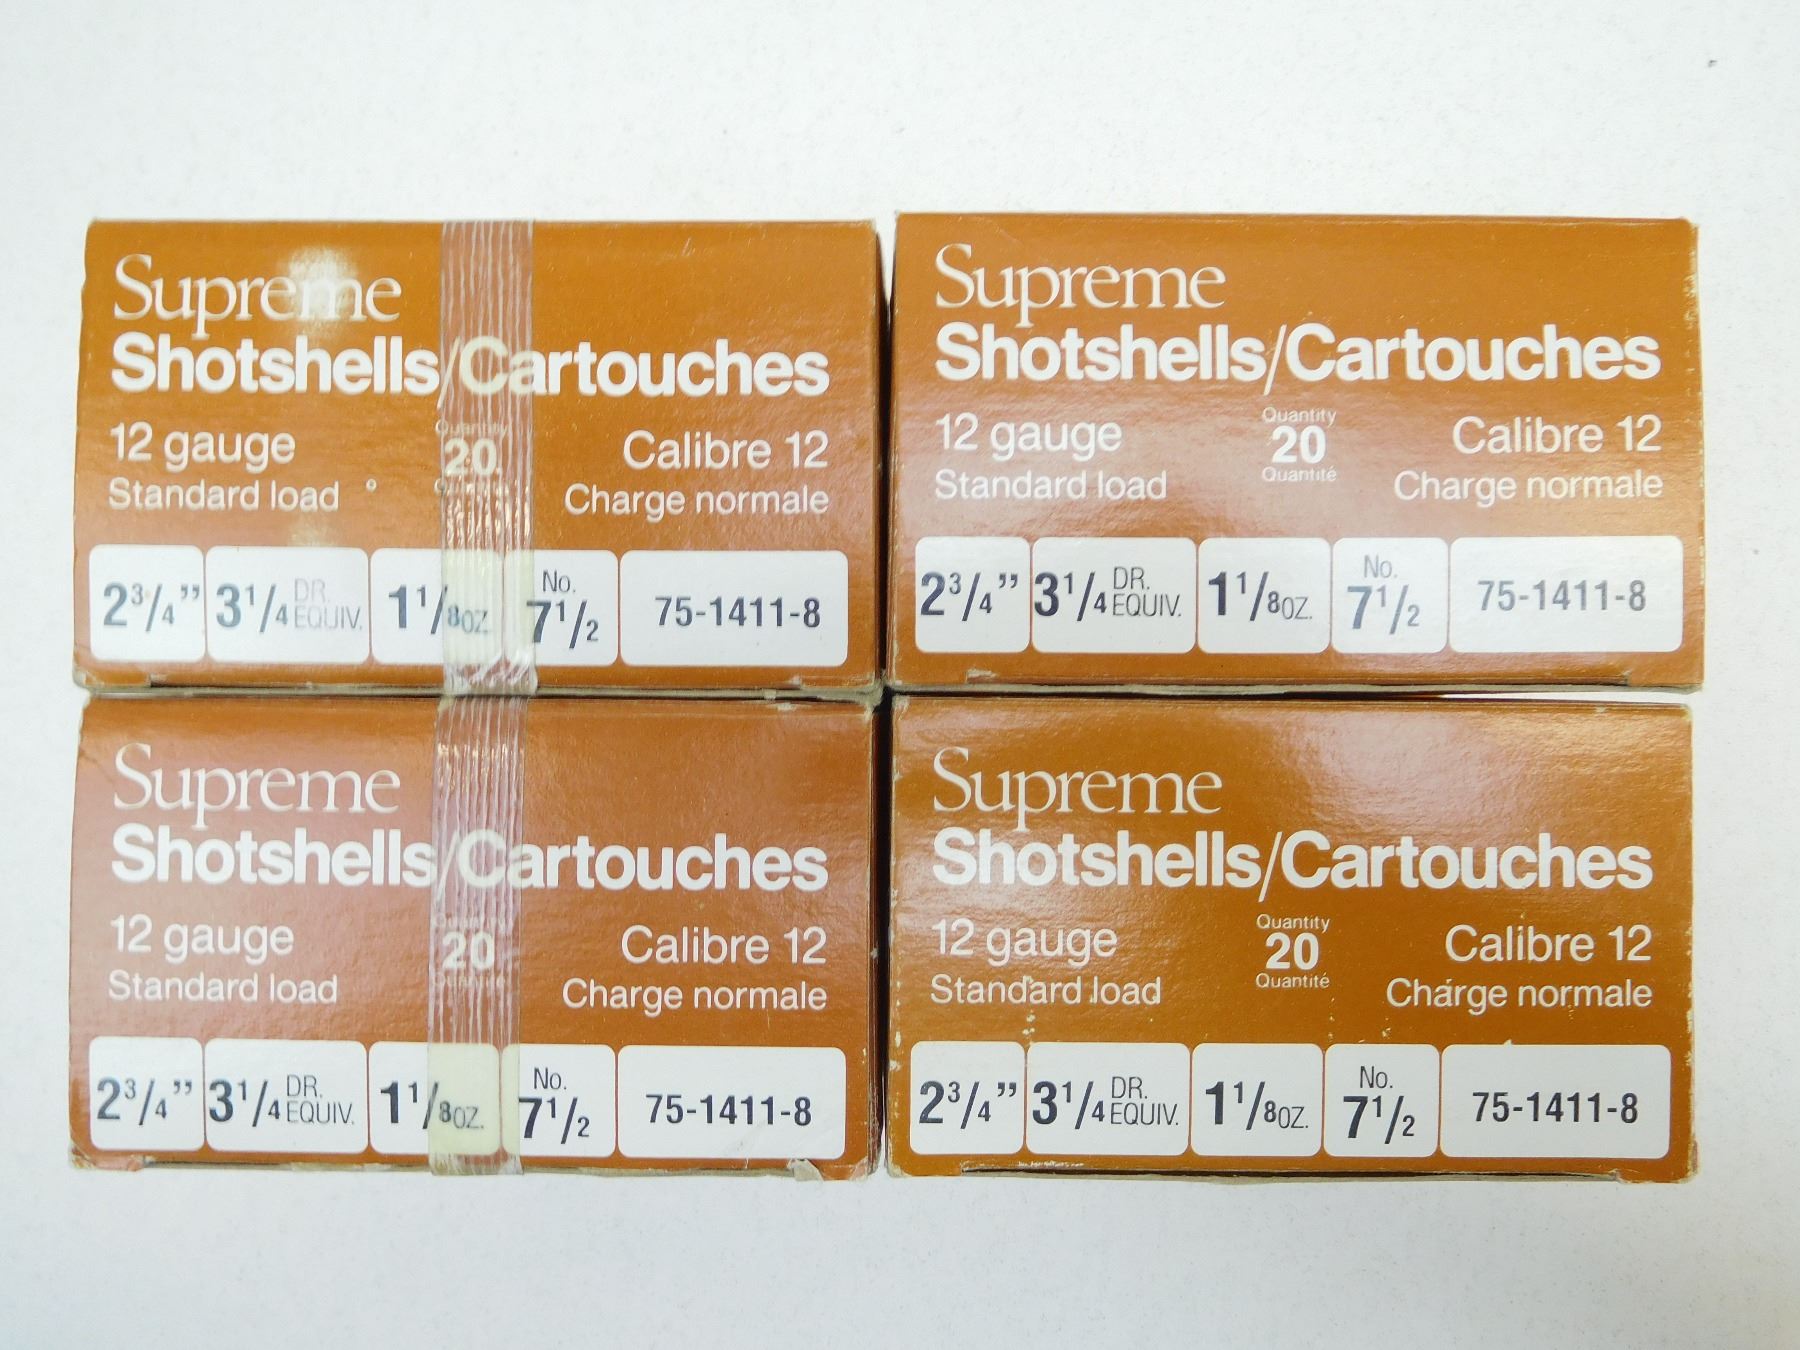 Supreme
Shotshells/Cartouches
12 gauge
Quantity
20
Calibre 12
Standard load
Charge normale
2 3/4" 3 1/4 DR. EQUIV. 1 1/8 OZ. No. 7 1/2 75-1411-8
Supreme
Shotshells/Cartouches
12 gauge
Quantity
20
Quantité
Calibre 12
Standard load
Charge normale
2 3/4" 3 1/4 DR. EQUIV. 1 1/8 OZ. No. 7 1/2 75-1411-8
Supreme
Shotshells/Cartouches
12 gauge
Quantity
20
Quantité
Calibre 12
Standard load
Charge normale
2 3/4" 3 1/4 DR. EQUIV. 1 1/8 OZ. No. 7 1/2 75-1411-8
Supreme
Shotshells/Cartouches
12 gauge
Quantity
20
Quantité
Calibre 12
Standard load
Charge normale
2 3/4" 3 1/4 DR. EQUIV. 1 1/8 OZ. No. 7 1/2 75-1411-8